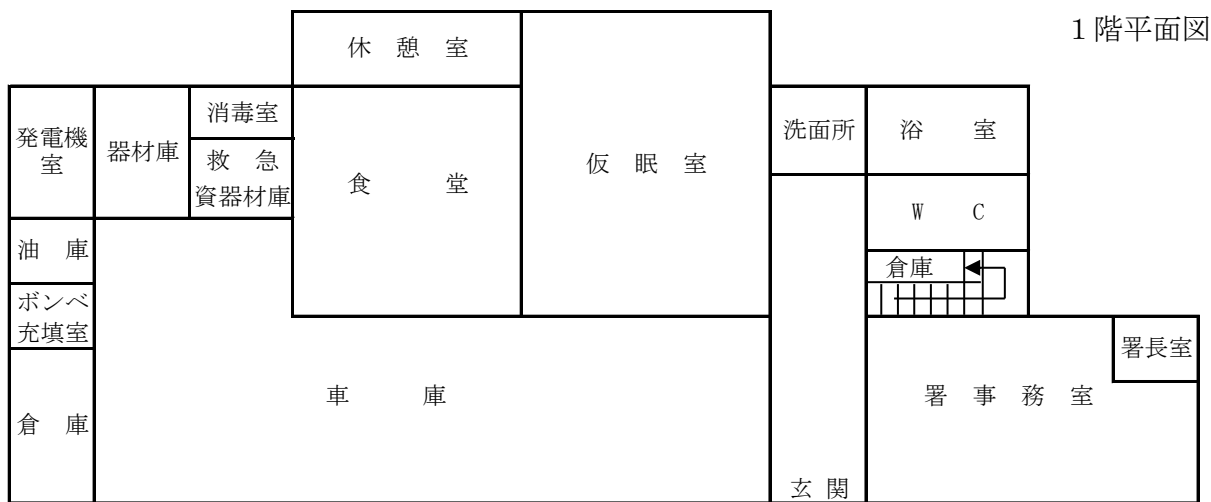 1階平面図
休憩室
発電機
室
器材庫
消毒室
救急
資器材庫
食堂
仮眠室
洗面所
浴室
WC
油庫
倉庫
ボンベ
充填室
署長室
車庫
署事務室
倉庫
玄関